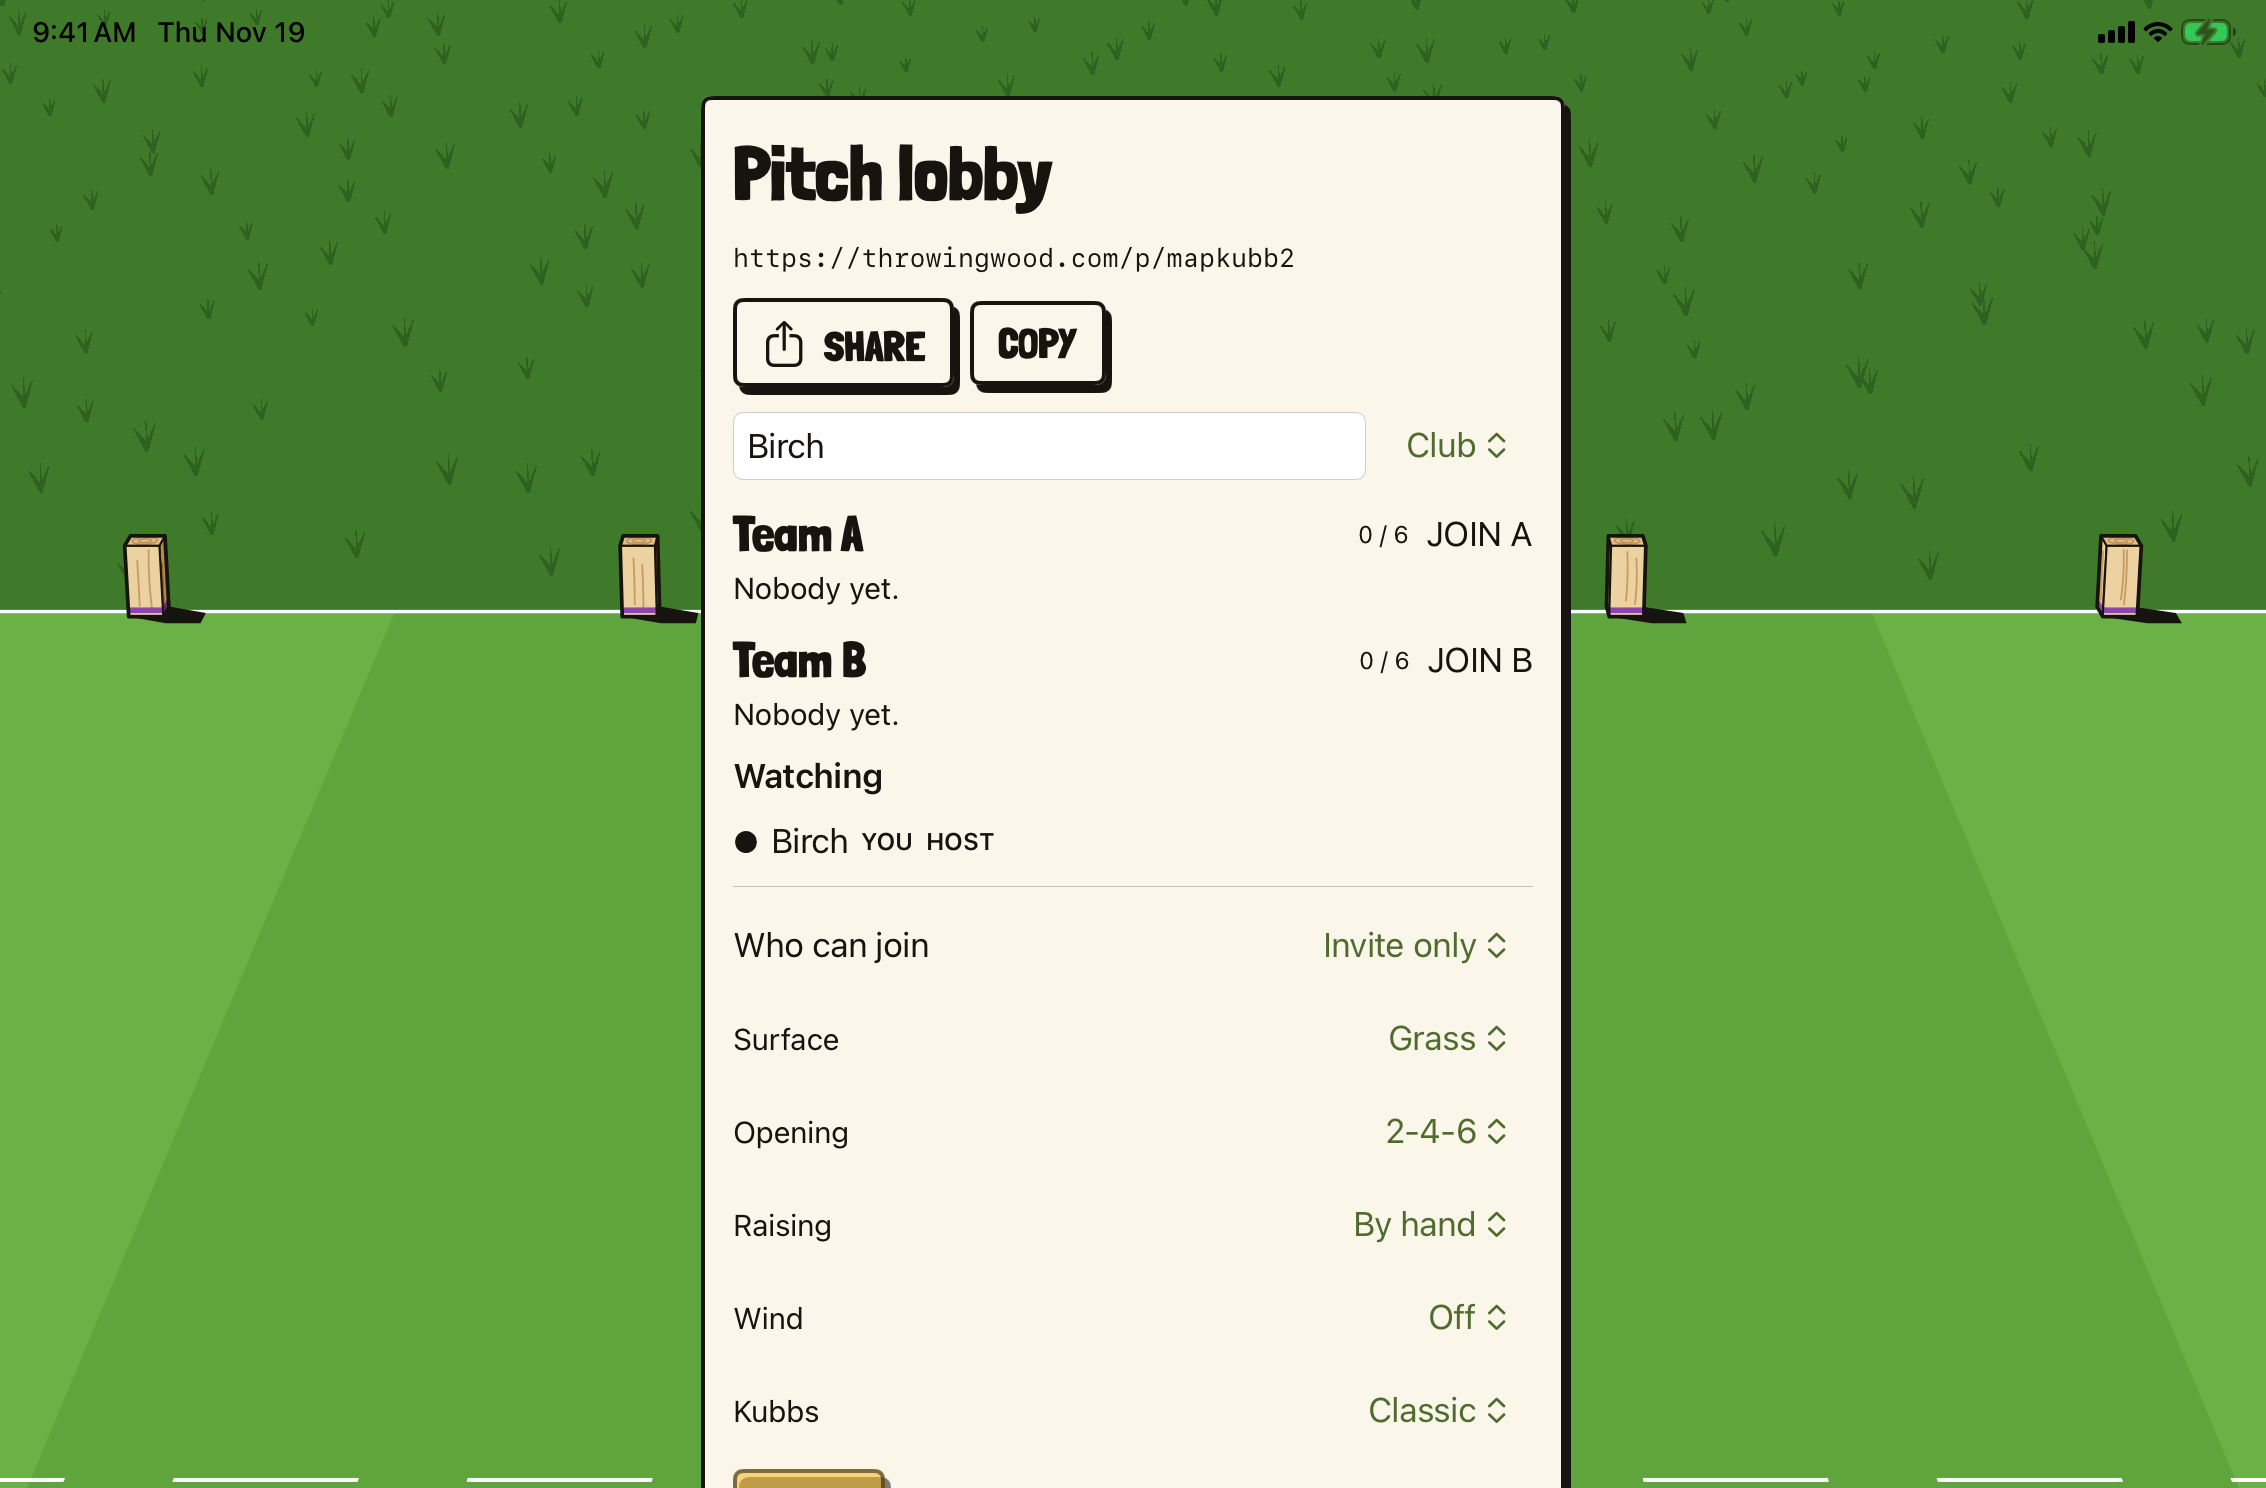 9:41 AM Thu Nov 19
Pitch lobby
https://throwingwood.com/p/mapkubb2
SHARE COPY
Birch Club
Team A 0 / 6 JOIN A
Nobody yet.
Team B 0 / 6 JOIN B
Nobody yet.
Watching
Birch YOU HOST
Who can join Invite only
Surface Grass
Opening 2-4-6
Raising By hand
Wind Off
Kubbs Classic